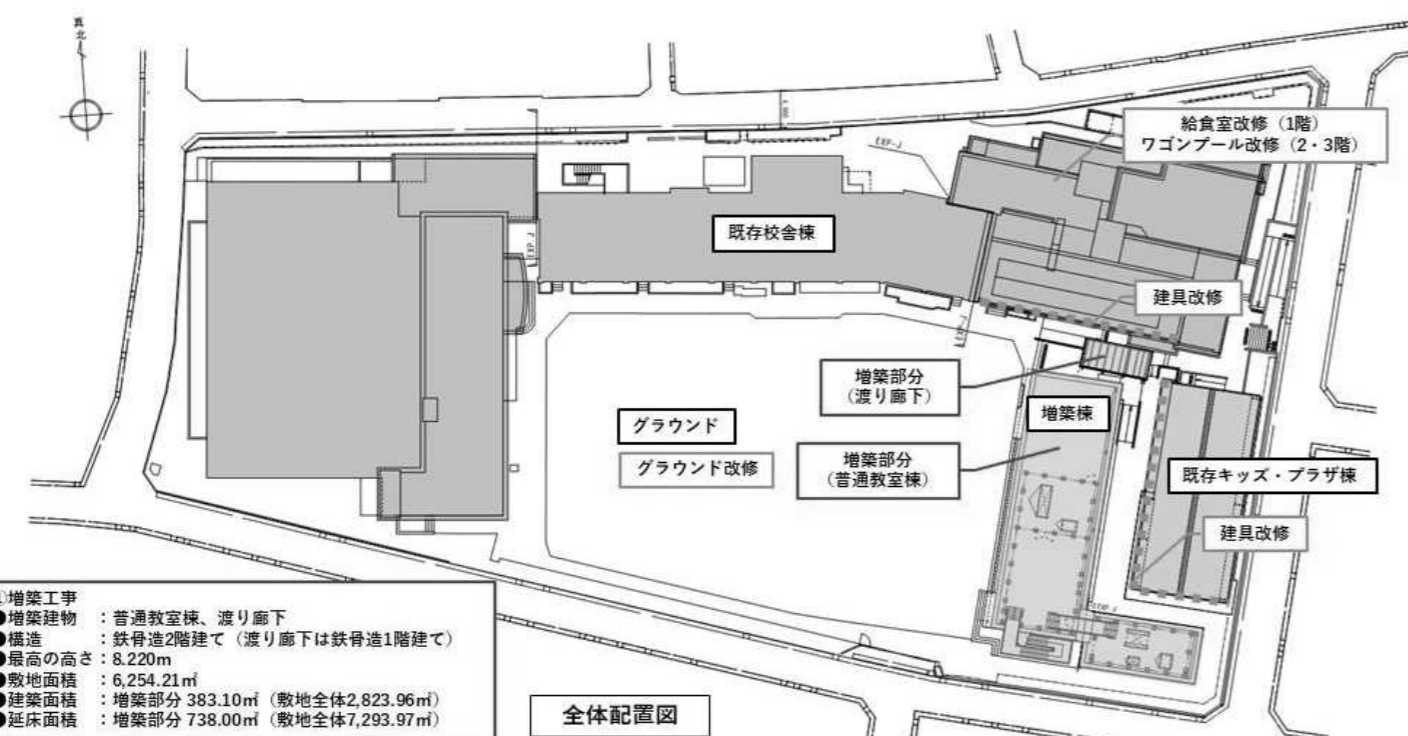 真北
給食室改修（1階）
ワゴンプール改修（2・3階）
EXP-J
既存校舎棟
EXP.J
建具改修
EXP-J
増築部分
（渡り廊下）
増築棟
グラウンド
グラウンド改修
増築部分
（普通教室棟）
既存キッズ・プラザ棟
建具改修
EXP.J
増築工事
●増築建物　：普通教室棟、渡り廊下
●構造　　　：鉄骨造2階建て（渡り廊下は鉄骨造1階建て）
●最高の高さ：8.220m
●敷地面積　：6,254.21㎡
●建築面積　：増築部分 383.10㎡（敷地全体2,823.96㎡）
●延床面積　：増築部分 738.00㎡（敷地全体7,293.97㎡）
全体配置図